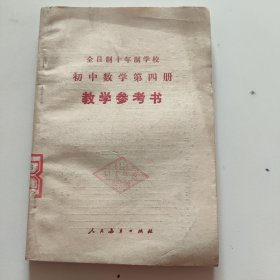 全日制十年制学校
初中数学第四册
教学参考书
人民教育出版社